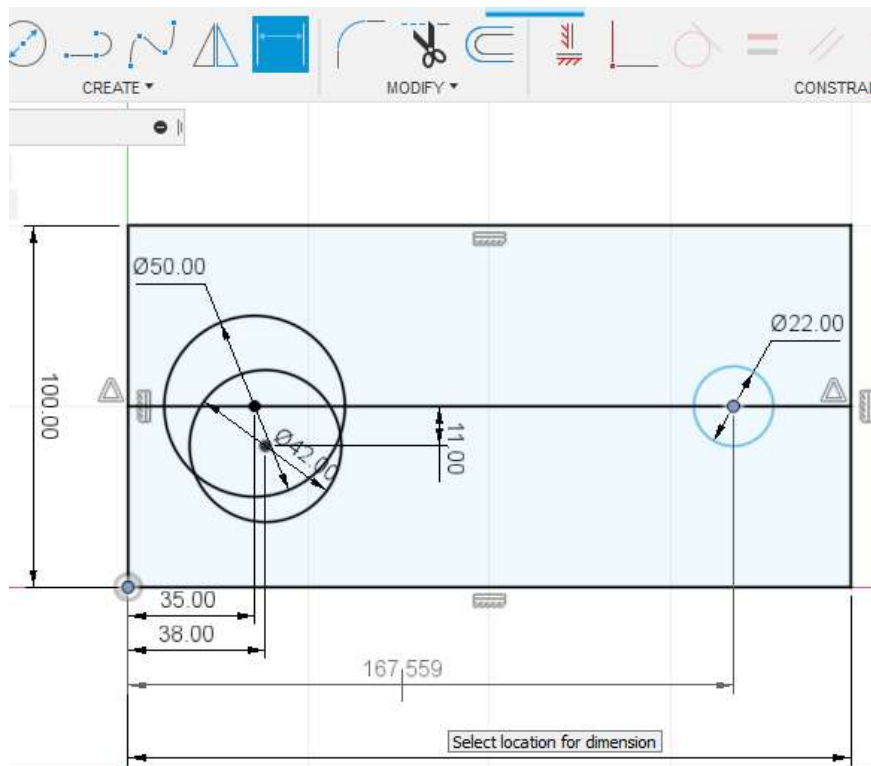 CREATE ▾
MODIFY ▾
CONSTRA
Ø50.00
Ø22.00
100.00
11.00
Ø42.00
35.00
38.00
167.559
Select location for dimension